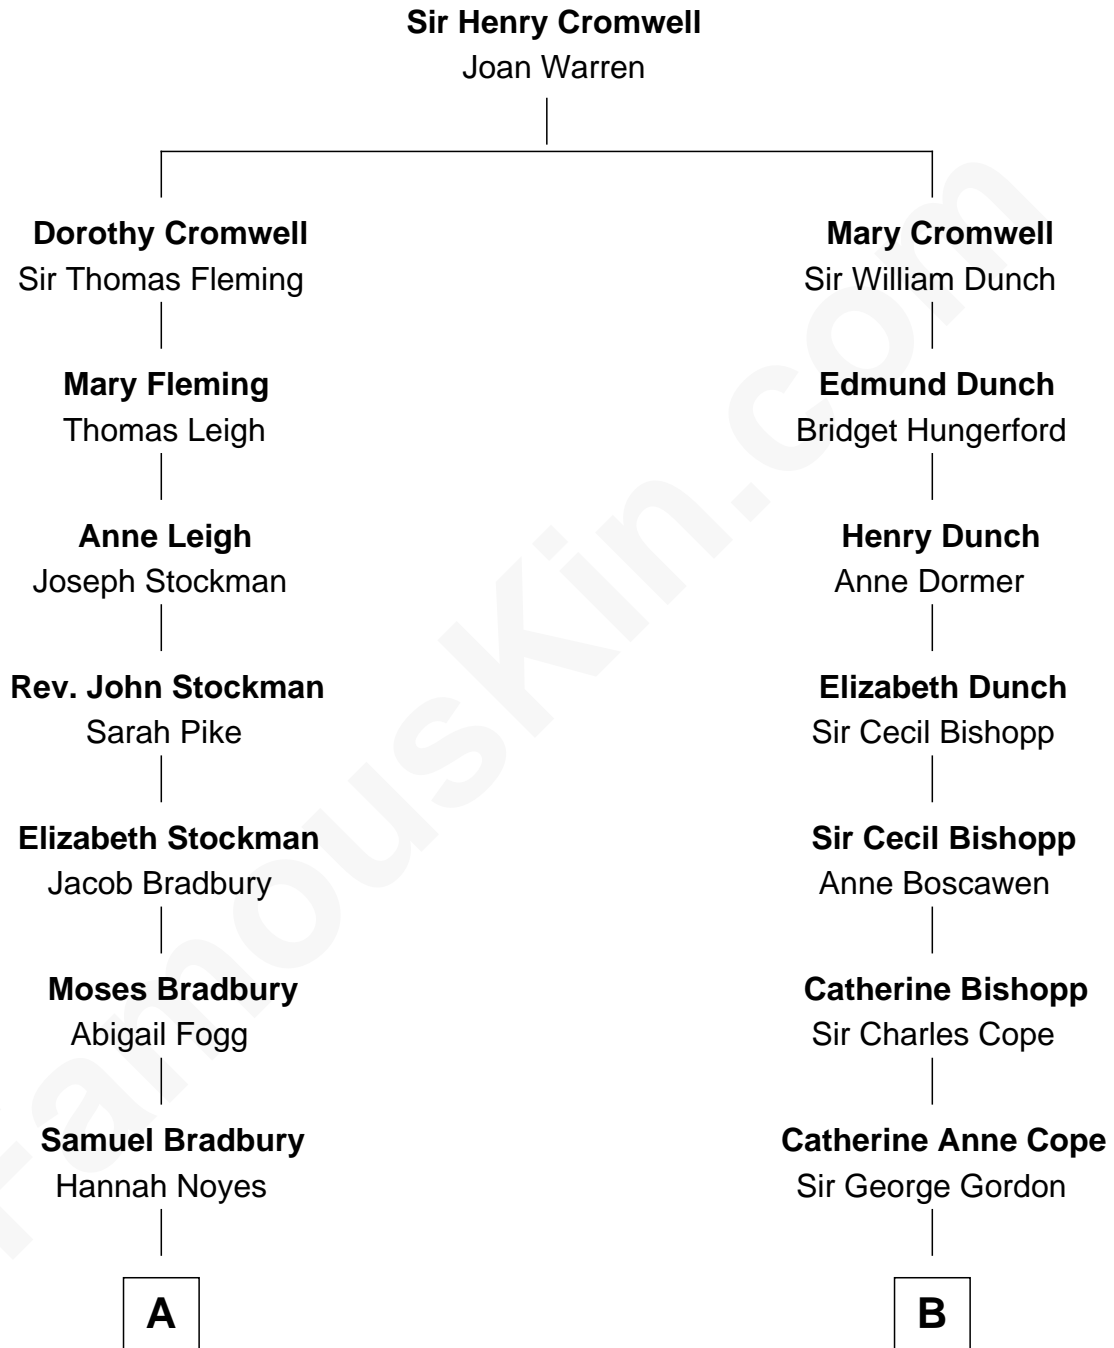 Sir Henry Cromwell
Joan Warren
Dorothy Cromwell
Sir Thomas Fleming
Mary Fleming
Thomas Leigh
Anne Leigh
Joseph Stockman
Rev. John Stockman
Sarah Pike
Elizabeth Stockman
Jacob Bradbury
Moses Bradbury
Abigail Fogg
Samuel Bradbury
Hannah Noyes
A
Mary Cromwell
Sir William Dunch
Edmund Dunch
Bridget Hungerford
Henry Dunch
Anne Dormer
Elizabeth Dunch
Sir Cecil Bishopp
Sir Cecil Bishopp
Anne Boscawen
Catherine Bishopp
Sir Charles Cope
Catherine Anne Cope
Sir George Gordon
B
FamousKin.com